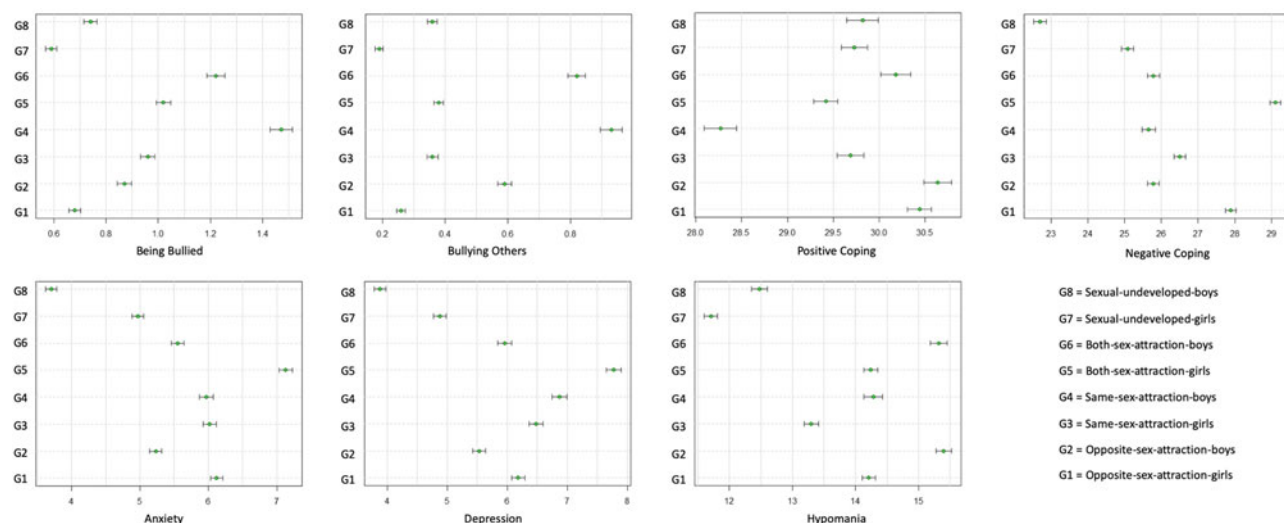 G8
G7
G6
G5
G4
G3
G2
G1
0.6 0.8 1.0 1.2 1.4
Being Bullied
G8
G7
G6
G5
G4
G3
G2
G1
0.2 0.4 0.6 0.8
Bullying Others
G8
G7
G6
G5
G4
G3
G2
G1
28.0 28.5 29.0 29.5 30.0 30.5
Positive Coping
G8
G7
G6
G5
G4
G3
G2
G1
23 24 25 26 27 28 29
Negative Coping
G8
G7
G6
G5
G4
G3
G2
G1
4 5 6 7
Anxiety
G8
G7
G6
G5
G4
G3
G2
G1
4 5 6 7 8
Depression
G8
G7
G6
G5
G4
G3
G2
G1
12 13 14 15
Hypomania
G8 = Sexual-undeveloped-boys
G7 = Sexual-undeveloped-girls
G6 = Both-sex-attraction-boys
G5 = Both-sex-attraction-girls
G4 = Same-sex-attraction-boys
G3 = Same-sex-attraction-girls
G2 = Opposite-sex-attraction-boys
G1 = Opposite-sex-attraction-girls